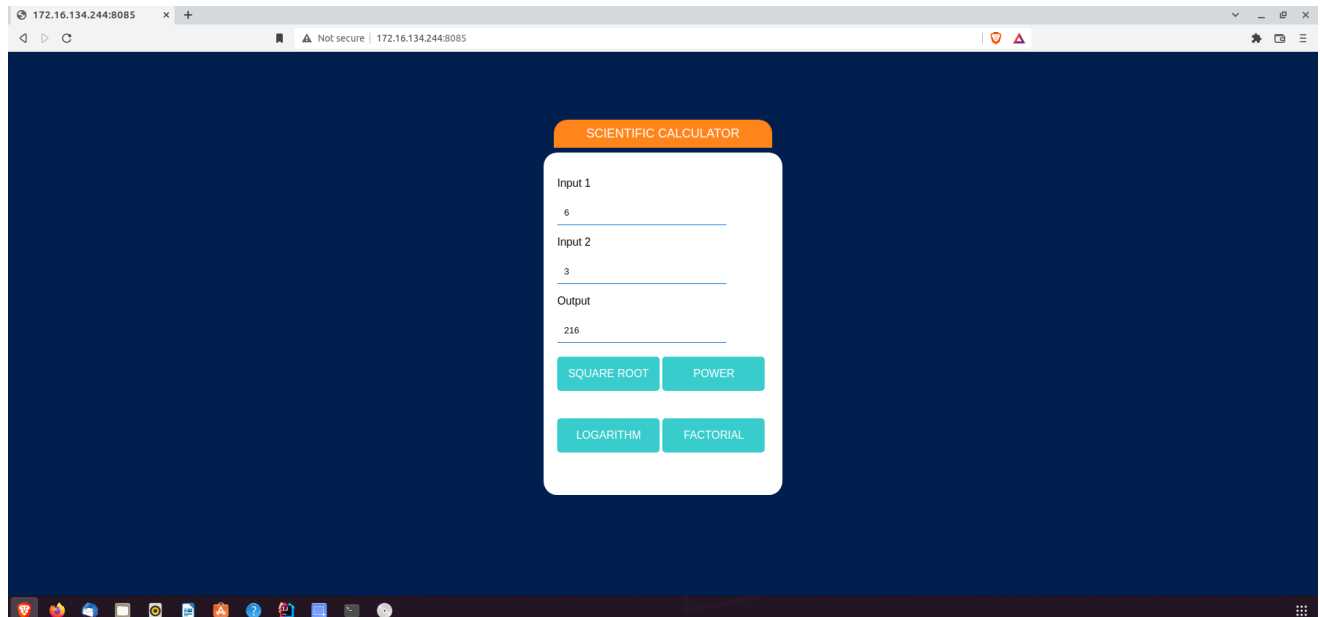 172.16.134.244:8085
Not secure 172.16.134.244:8085
SCIENTIFIC CALCULATOR
Input 1
6
Input 2
3
Output
216
SQUARE ROOT POWER
LOGARITHM FACTORIAL